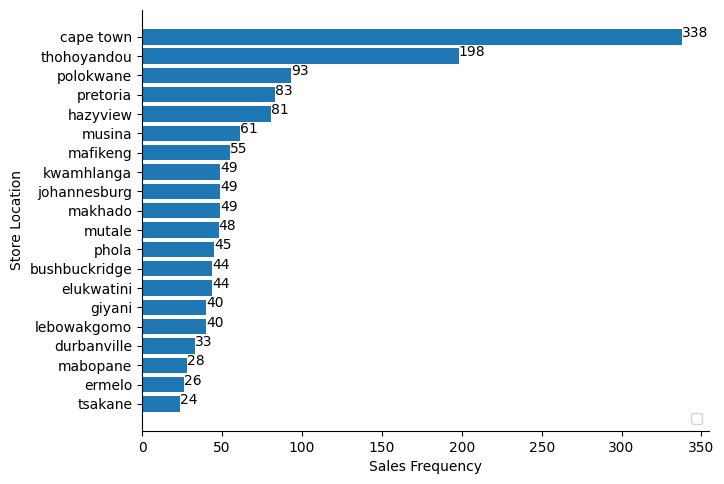 cape town 338
thohoyandou 198
polokwane 93
pretoria 83
hazyview 81
musina 61
mafikeng 55
kwamhlanga 49
johannesburg 49
makhado 49
mutale 48
phola 45
bushbuckridge 44
elukwatini 44
giyani 40
lebowakgomo 40
durbanville 33
mabopane 28
ermelo 26
tsakane 24
Store Location
0 50 100 150 200 250 300 350
Sales Frequency